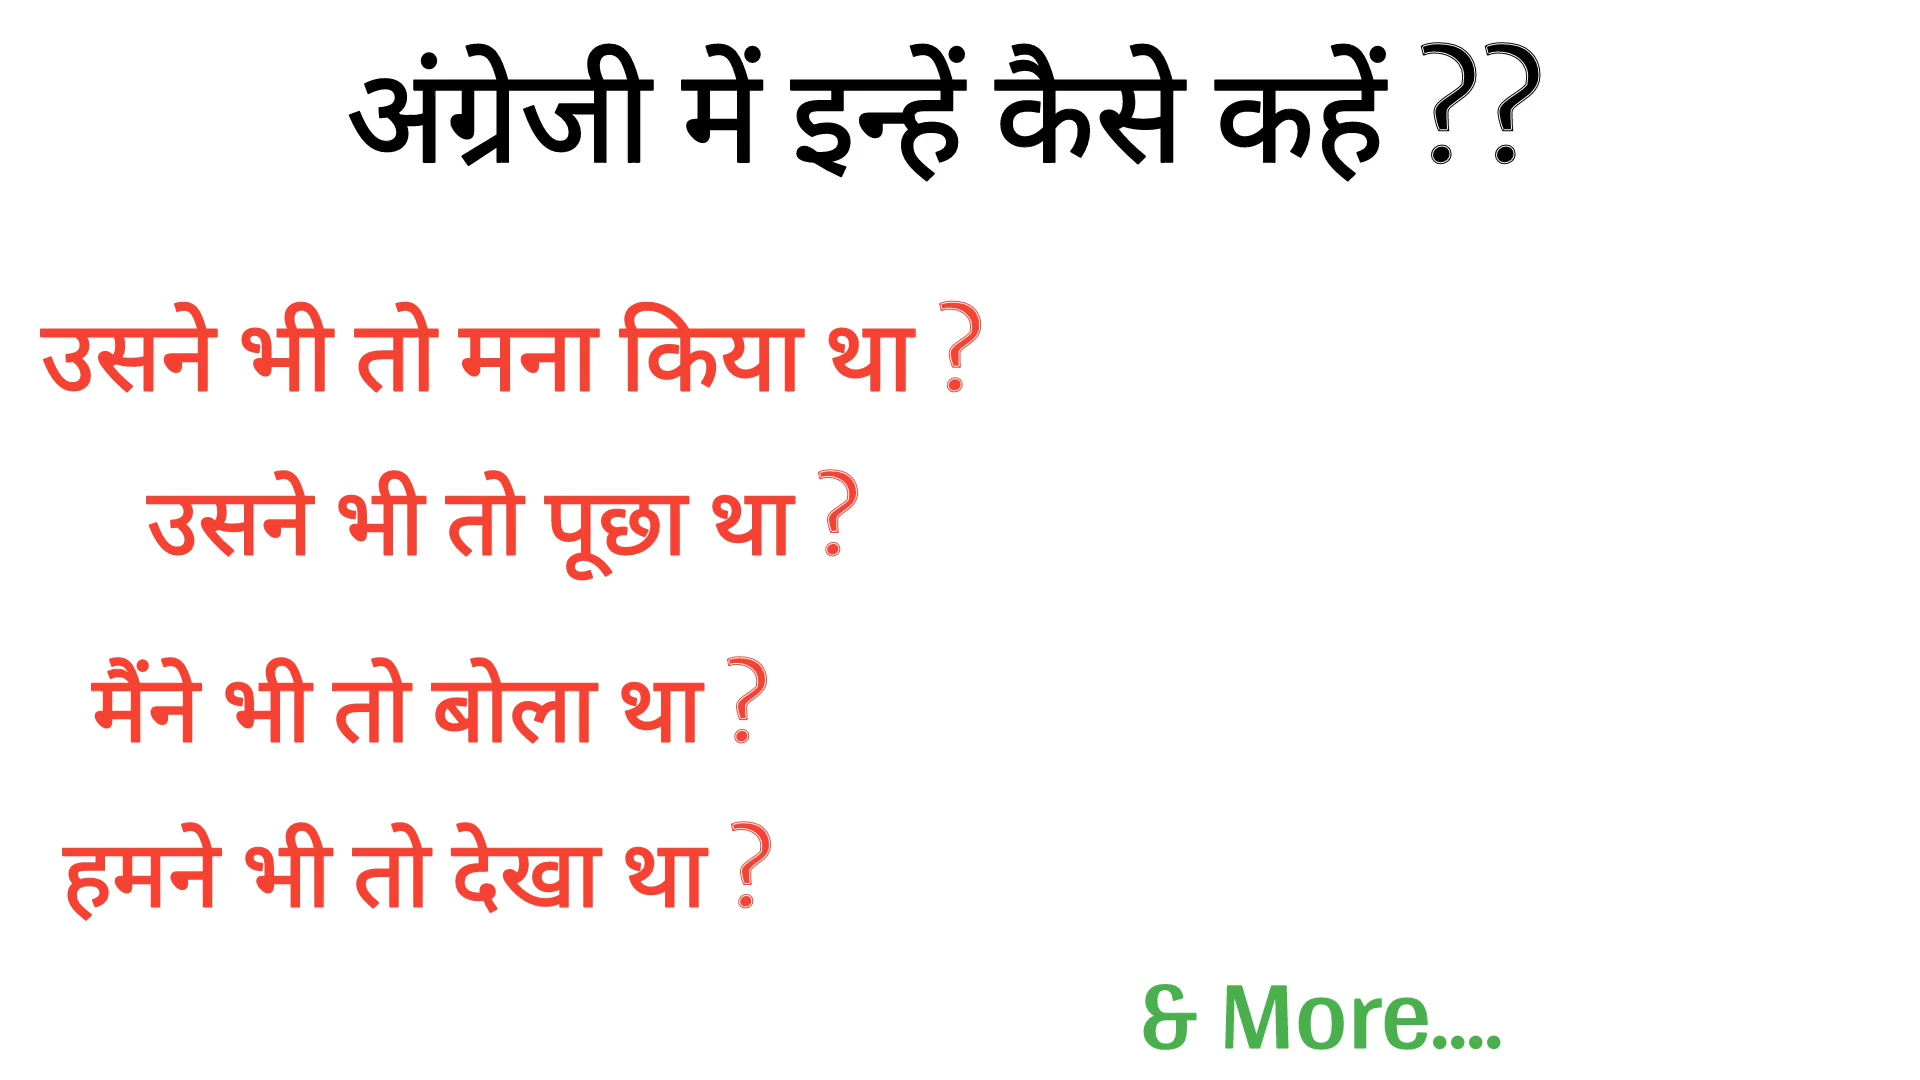 अंग्रेजी में इन्हें कैसे कहें ??
उसने भी तो मना किया था ?
उसने भी तो पूछा था ?
मैंने भी तो बोला था ?
हमने भी तो देखा था ?
& More....